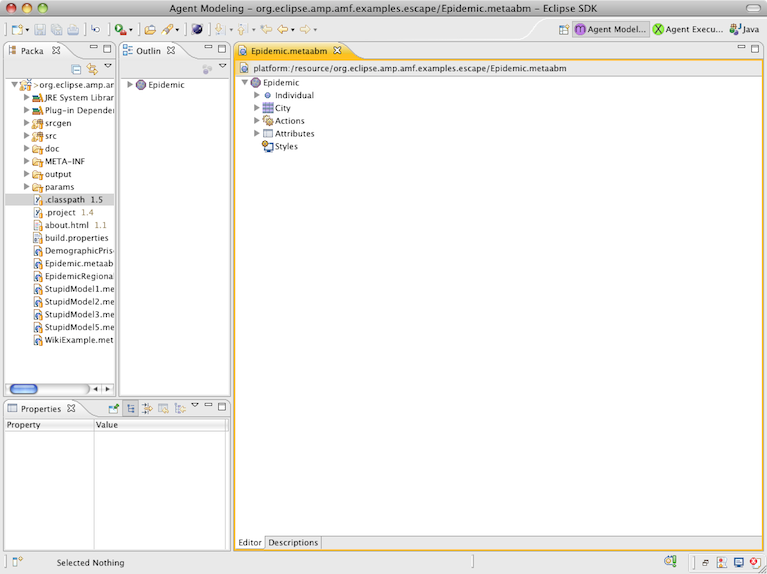 Agent Modeling – org.eclipse.amp.amf.examples.escape/Epidemic.metaabm – Eclipse SDK
Agent Model... Agent Execu... Java
Packa
Outlin
Epidemic.metaabm
>org.eclipse.amp.ar
JRE System Librar
Plug-in Depende
srcgen
src
doc
META-INF
output
params
.classpath 1.5
.project 1.4
about.html 1.1
build.properties
DemographicPris
Epidemic.metaab
EpidemicRegiona
StupidModel1.me
StupidModel2.me
StupidModel3.me
StupidModel5.me
WikiExample.met
Epidemic
platform:/resource/org.eclipse.amp.amf.examples.escape/Epidemic.metaabm
Epidemic
Individual
City
Actions
Attributes
Styles
Properties
Property Value
Editor Descriptions
Selected Nothing